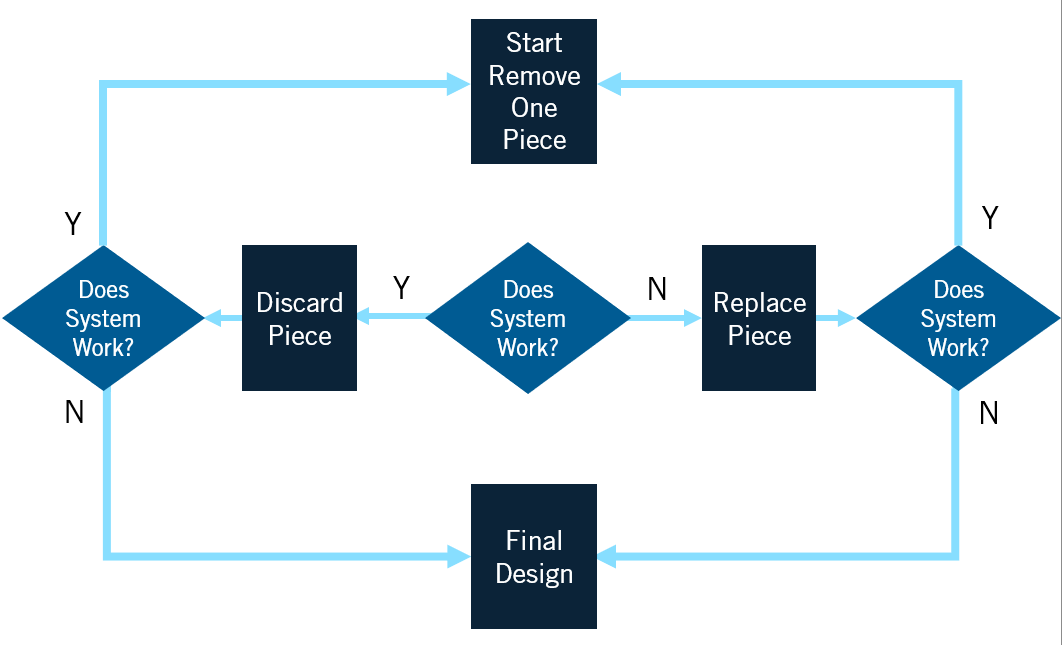 Start
Remove
One
Piece
Y
Y
Does
System
Work?
Discard
Piece
Y
Does
System
Work?
N
Replace
Piece
Does
System
Work?
N
N
Final
Design